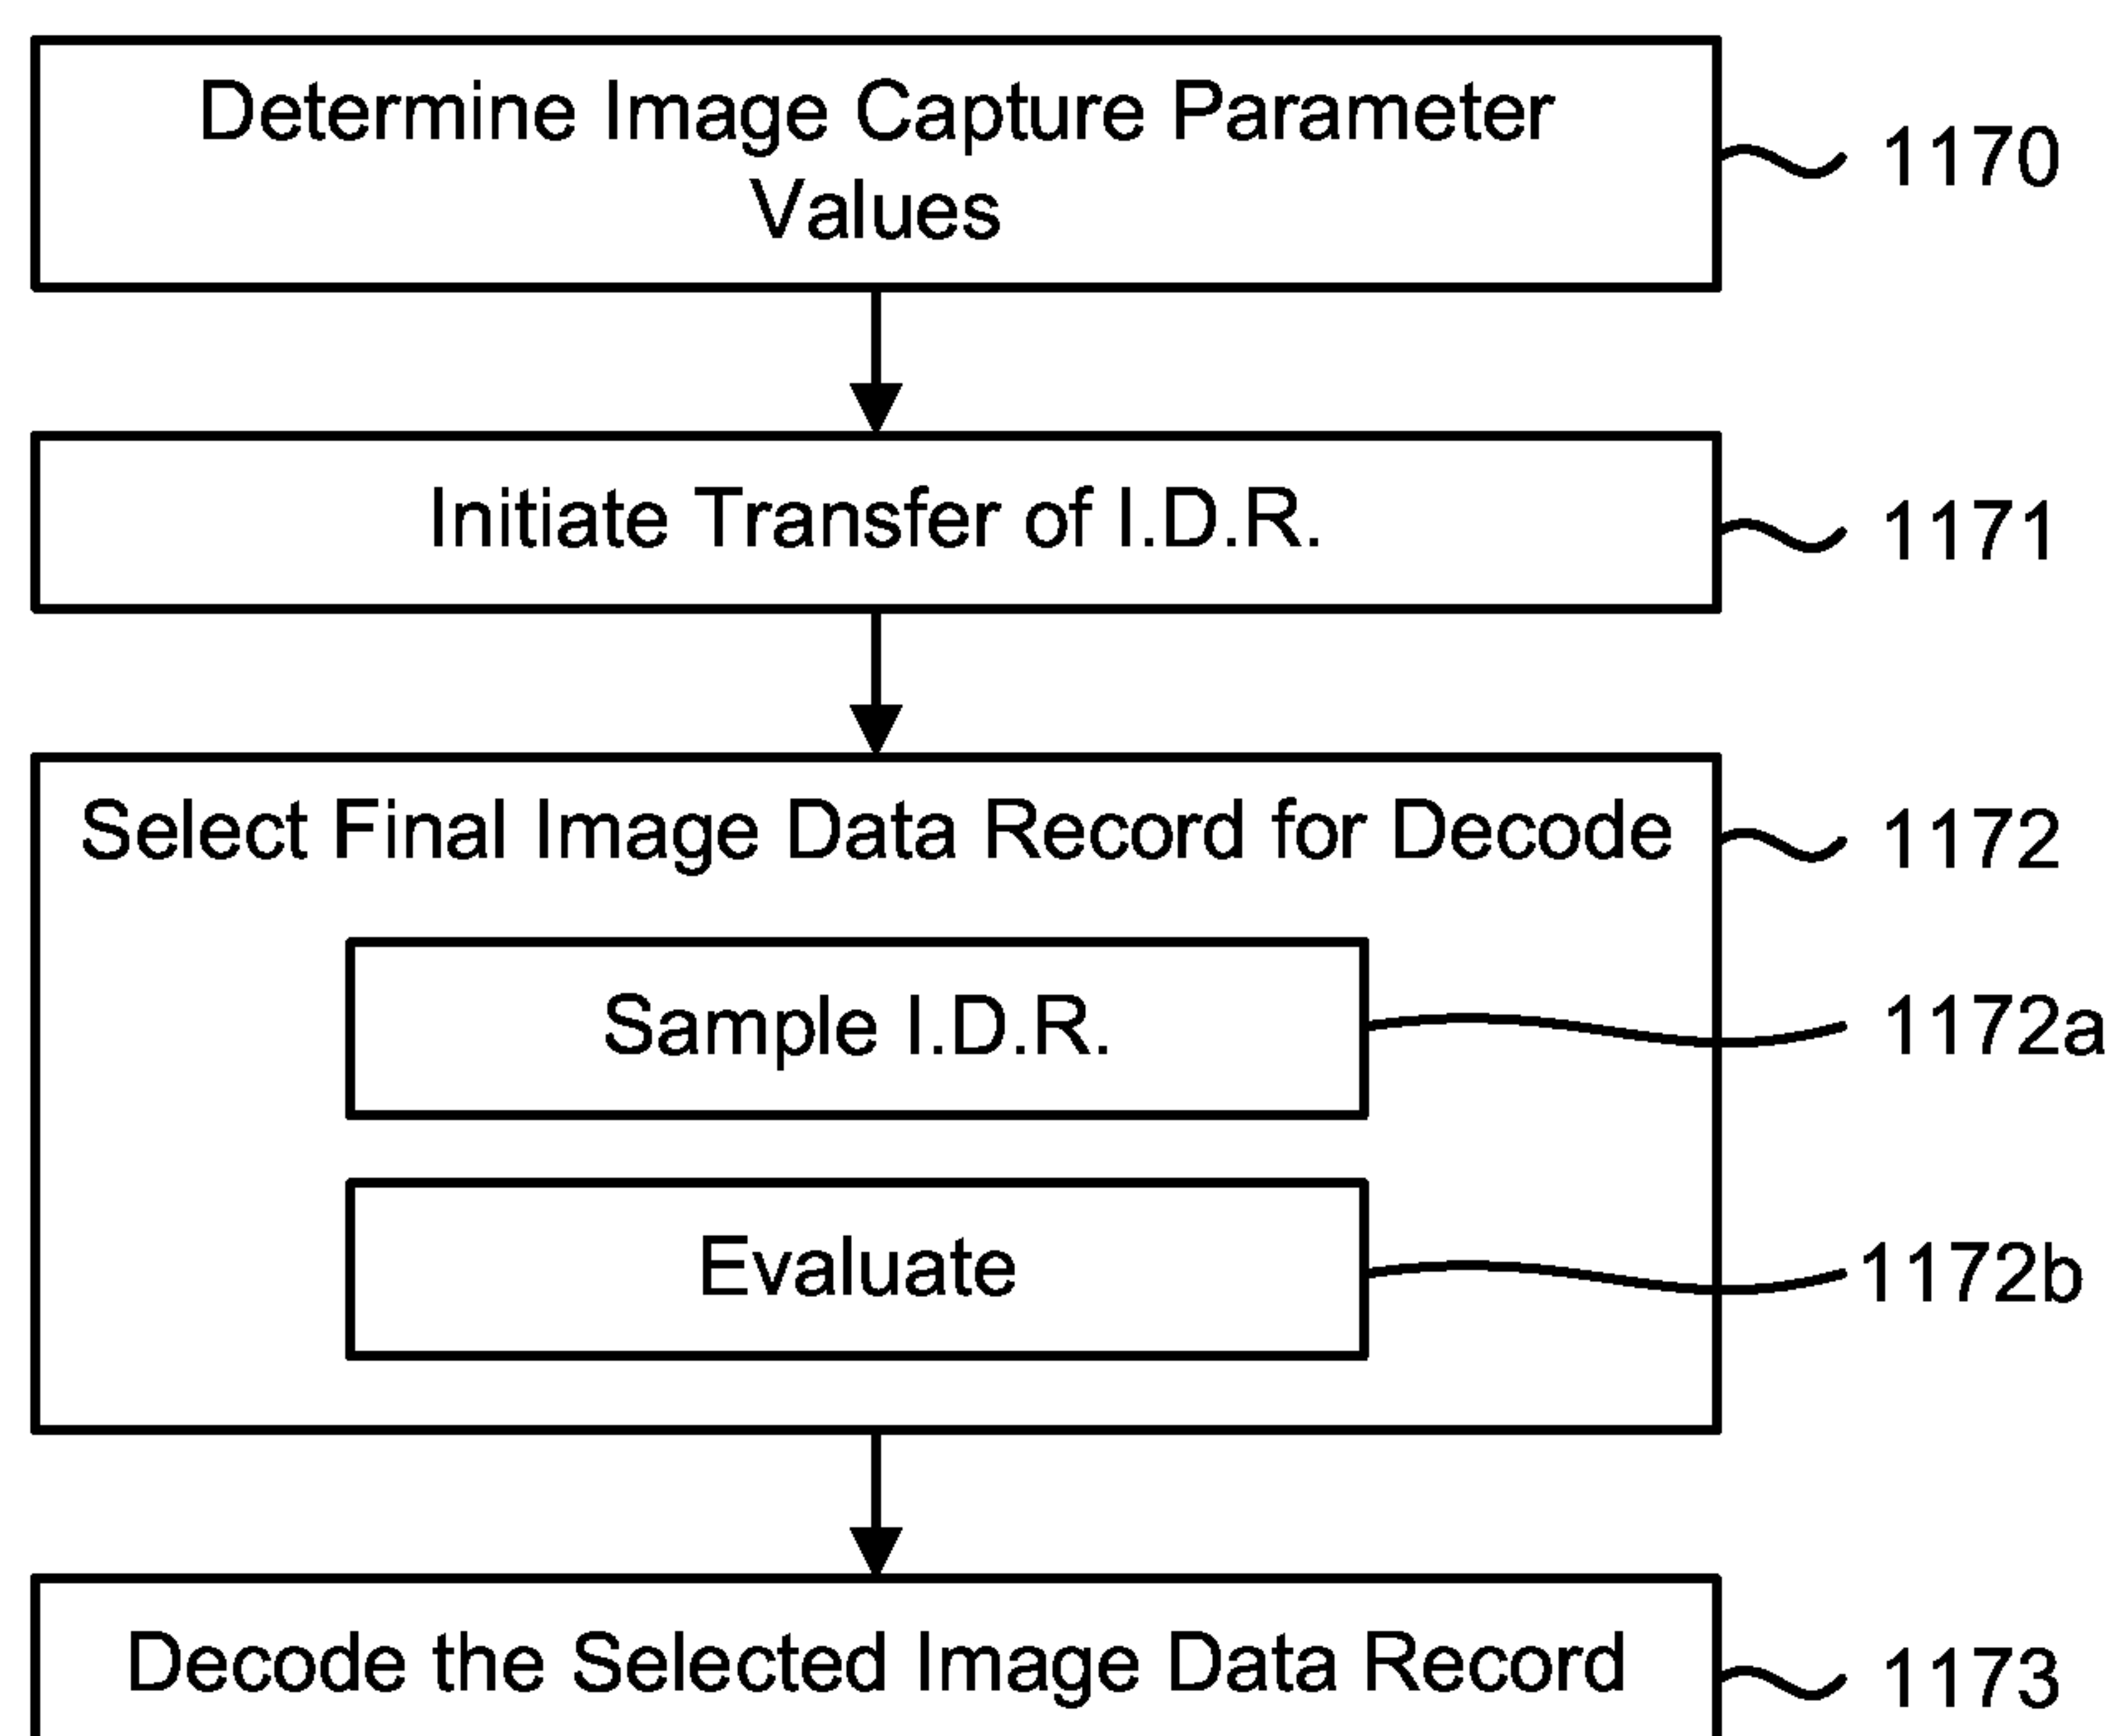 Determine Image Capture Parameter
Values
1170
Initiate Transfer of I.D.R.
1171
Select Final Image Data Record for Decode
1172
Sample I.D.R.
1172a
Evaluate
1172b
Decode the Selected Image Data Record
1173